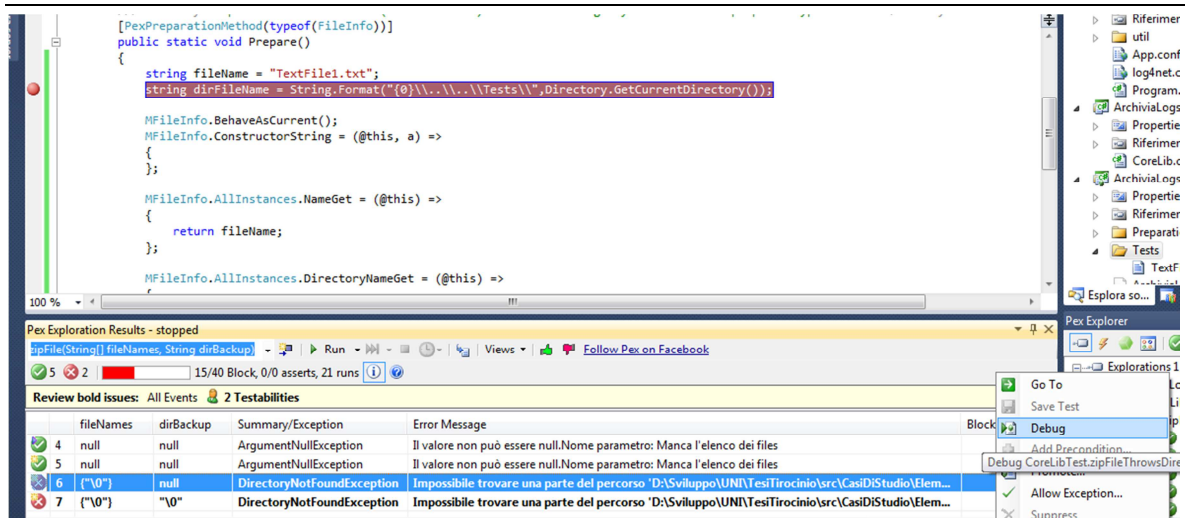 [PexPreparationMethod(typeof(FileInfo))]
public static void Prepare()
{
string fileName = "TextFile1.txt";
string dirFileName = String.Format("{0}\\..\\..\\Tests\\",Directory.GetCurrentDirectory());
MFileInfo.BehaveAsCurrent();
MFileInfo.ConstructorString = (@this, a) =>
{
};
MFileInfo.AllInstances.NameGet = (@this) =>
{
return fileName;
};
MFileInfo.AllInstances.DirectoryNameGet = (@this) =>
100 %
Riferimer
util
App.conf
log4net.c
Program.
ArchiviaLogs
Propertie
Riferimer
CoreLib.c
ArchiviaLogs
Propertie
Riferimer
Preparati
Tests
TextF
Esplora so...
Pex Explorer
Explorations 1
Pex Exploration Results - stopped
zipFile(String[] fileNames, String dirBackup) Run Views Follow Pex on Facebook
5 2 15/40 Block, 0/0 asserts, 21 runs
Review bold issues: All Events 2 Testabilities
fileNames dirBackup Summary/Exception Error Message Block
4 null null ArgumentNullException Il valore non può essere null.Nome parametro: Manca l'elenco dei files
5 null null ArgumentNullException Il valore non può essere null.Nome parametro: Manca l'elenco dei files
6 {"\0"} null DirectoryNotFoundException Impossibile trovare una parte del percorso 'D:\Sviluppo\UNI\TesiTirocinio\src\CasiDiStudio\Elem...
7 {"\0"} "\0" DirectoryNotFoundException Impossibile trovare una parte del percorso 'D:\Sviluppo\UNI\TesiTirocinio\src\CasiDiStudio\Elem...
Go To
Save Test
Debug
Add Precondition...
Debug CoreLibTest.zipFileThrowsDire
Allow Exception...
Suppress